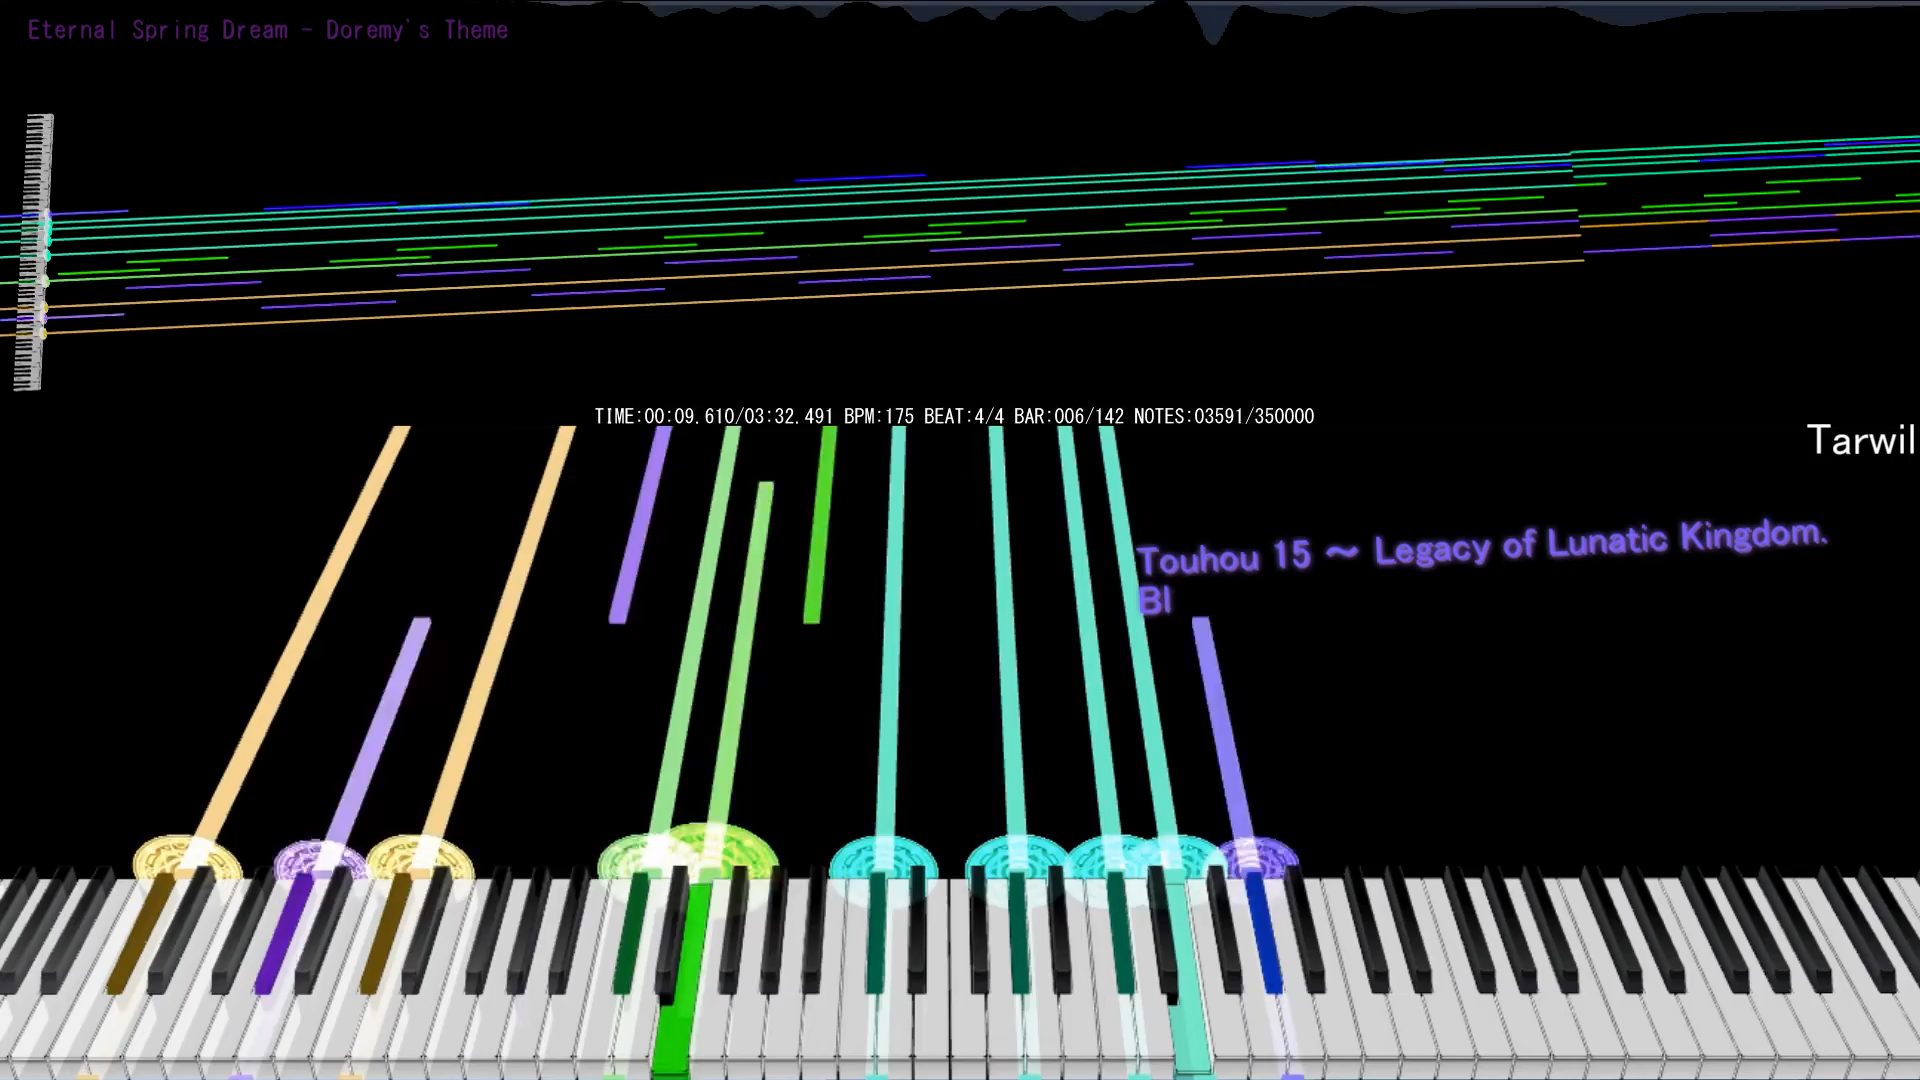 Eternal Spring Dream - Doremy's Theme
TIME:00:09.610/03:32.491 BPM:175 BEAT:4/4 BAR:006/142 NOTES:03591/350000
Tarwil
Touhou 15 ～ Legacy of Lunatic Kingdom.
Bl